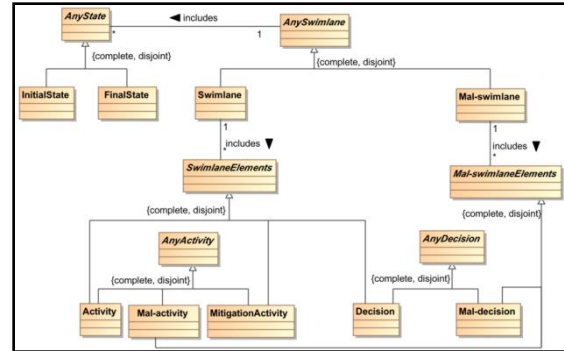 AnyState
◄ includes
AnySwimlane
*
1
{complete, disjoint}
{complete, disjoint}
InitialState
FinalState
Swimlane
Mal-swimlane
1
1
includes ▼
includes ▼
*
*
SwimlaneElements
Mal-swimlaneElements
{complete, disjoint}
{complete, disjoint}
AnyActivity
AnyDecision
{complete, disjoint}
{complete, disjoint}
Activity
Mal-activity
MitigationActivity
Decision
Mal-decision